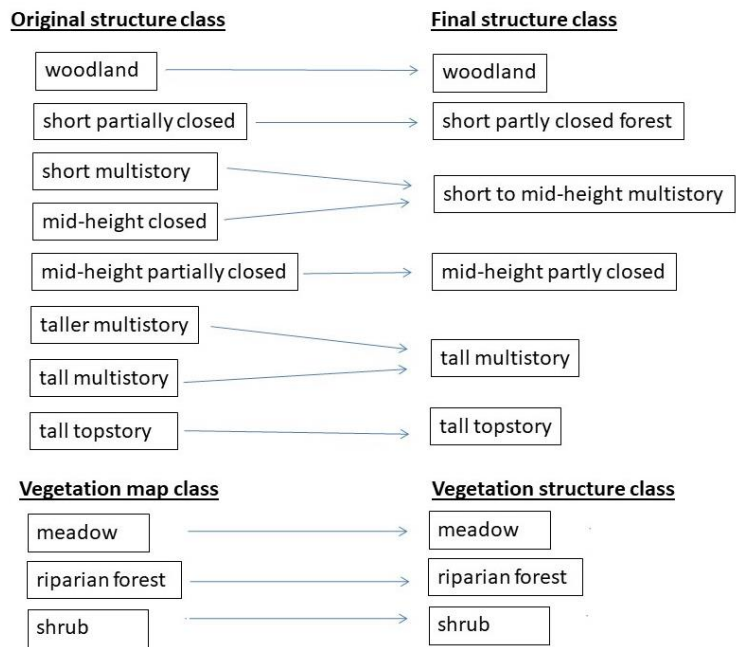 Original structure class
Final structure class
woodland
woodland
short partially closed
short partly closed forest
short multistory
short to mid-height multistory
mid-height closed
mid-height partially closed
mid-height partly closed
taller multistory
tall multistory
tall multistory
tall topstory
tall topstory
Vegetation map class
Vegetation structure class
meadow
meadow
riparian forest
riparian forest
shrub
shrub